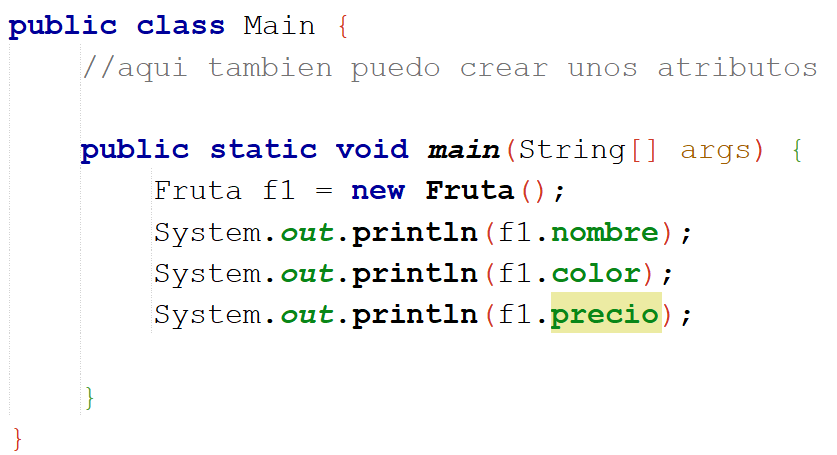 public class Main {
//aqui tambien puedo crear unos atributos
public static void main(String[] args) {
Fruta f1 = new Fruta();
System.out.println(f1.nombre);
System.out.println(f1.color);
System.out.println(f1.precio);
}
}